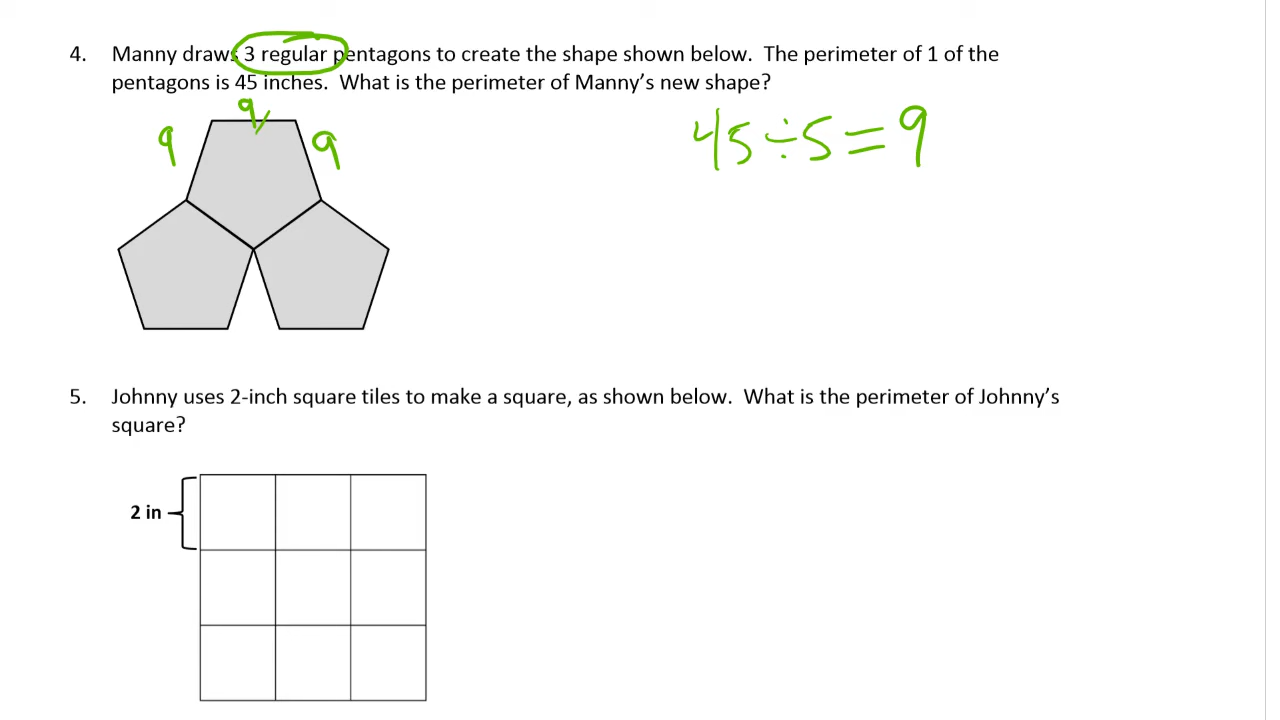 4. Manny draws 3 regular pentagons to create the shape shown below. The perimeter of 1 of the
pentagons is 45 inches. What is the perimeter of Manny's new shape?
9
9
9
45 ÷ 5 = 9
5. Johnny uses 2-inch square tiles to make a square, as shown below. What is the perimeter of Johnny's
square?
2 in